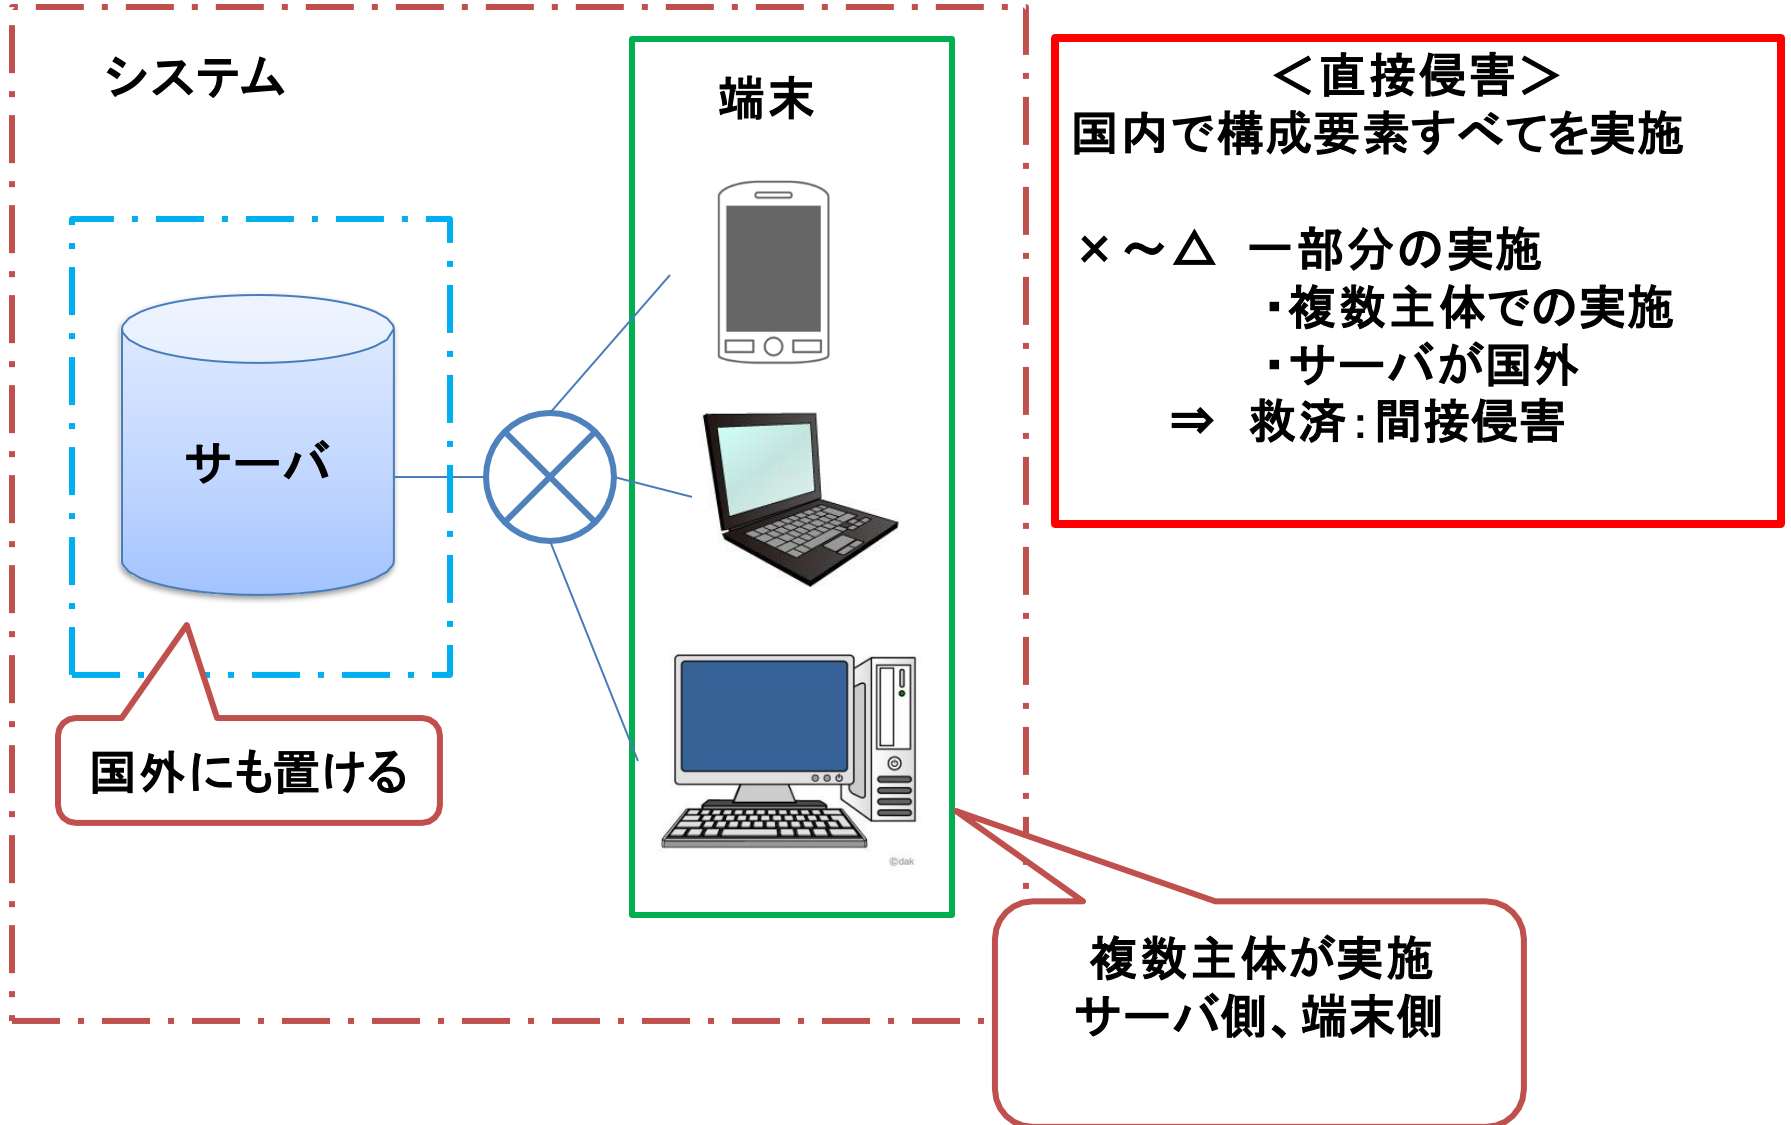 システム
端末
サーバ
国外にも置ける
©dak
＜直接侵害＞
国内で構成要素すべてを実施
×～△　一部分の実施
・複数主体での実施
・サーバが国外
⇒　救済：間接侵害
複数主体が実施
サーバ側、端末側